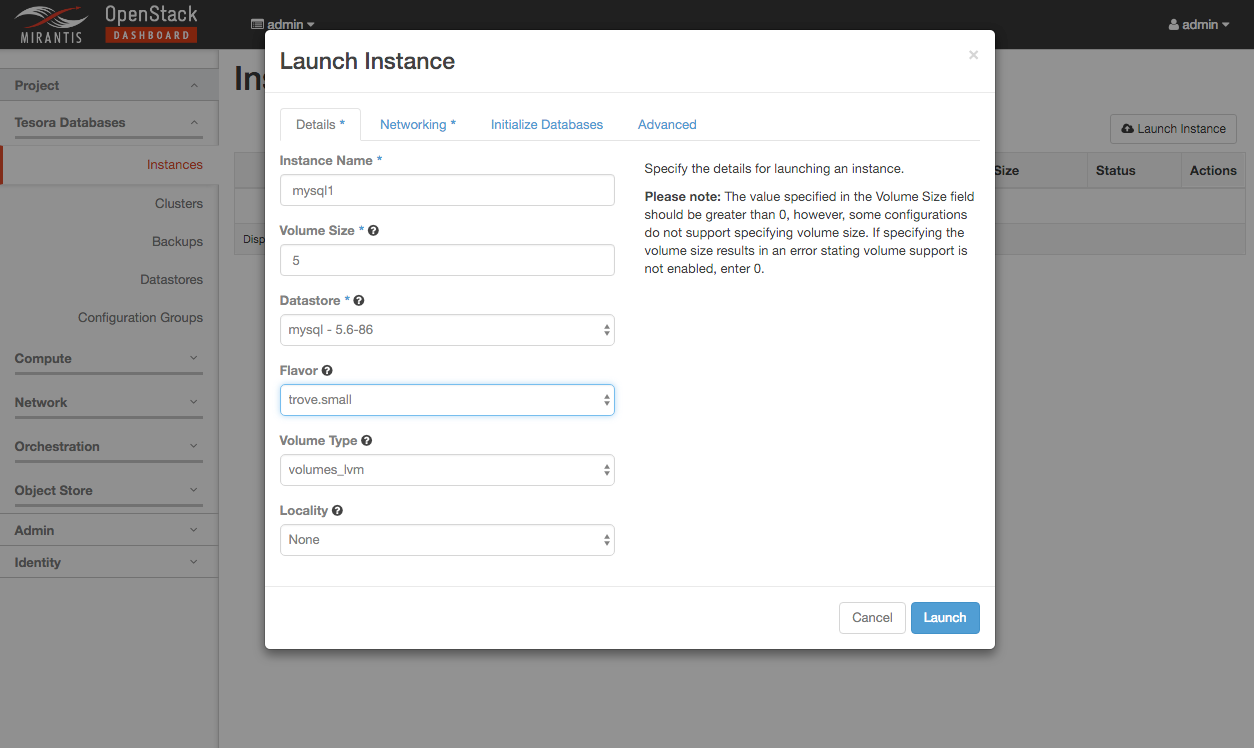 MIRANTIS
OpenStack
DASHBOARD
admin
admin
Project
Tesora Databases
Instances
Clusters
Backups
Datastores
Configuration Groups
Compute
Network
Orchestration
Object Store
Admin
Identity
Launch Instance
Size
Status
Actions
Launch Instance
×
Details *
Networking *
Initialize Databases
Advanced
Instance Name *
mysql1
Volume Size *
5
Datastore *
mysql - 5.6-86
Flavor
trove.small
Volume Type
volumes_lvm
Locality
None
Specify the details for launching an instance.
Please note: The value specified in the Volume Size field
should be greater than 0, however, some configurations
do not support specifying volume size. If specifying the
volume size results in an error stating volume support is
not enabled, enter 0.
Cancel
Launch